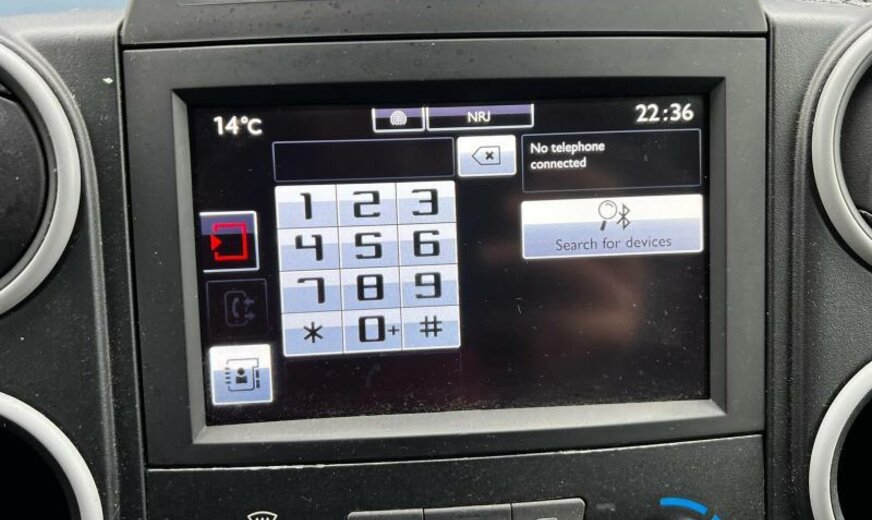 14°C
NRJ
22:36
No telephone
connected
1 2 3
4 5 6
7 8 9
* 0+ #
Search for devices